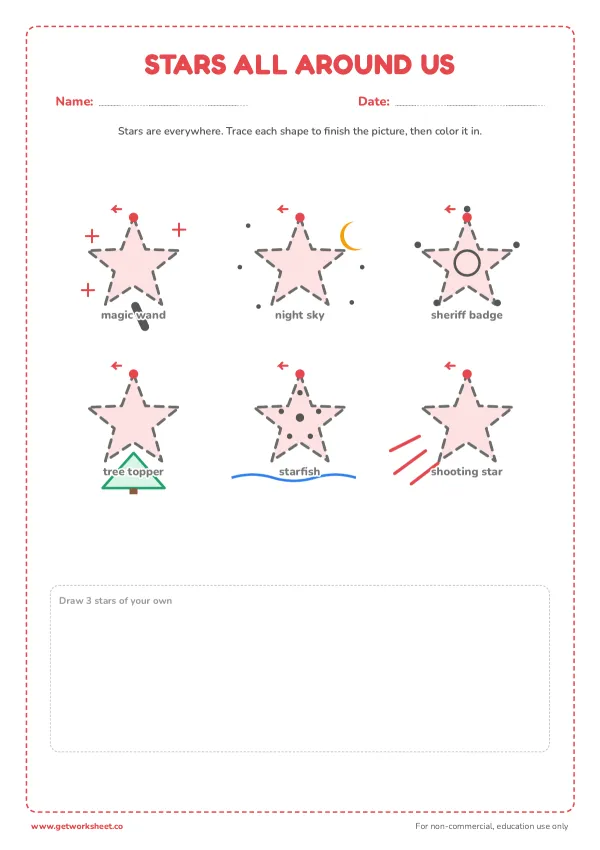 STARS ALL AROUND US
Name:
Date:
Stars are everywhere. Trace each shape to finish the picture, then color it in.
magic wand
night sky
sheriff badge
tree topper
starfish
shooting star
Draw 3 stars of your own
www.getworksheet.co
For non-commercial, education use only